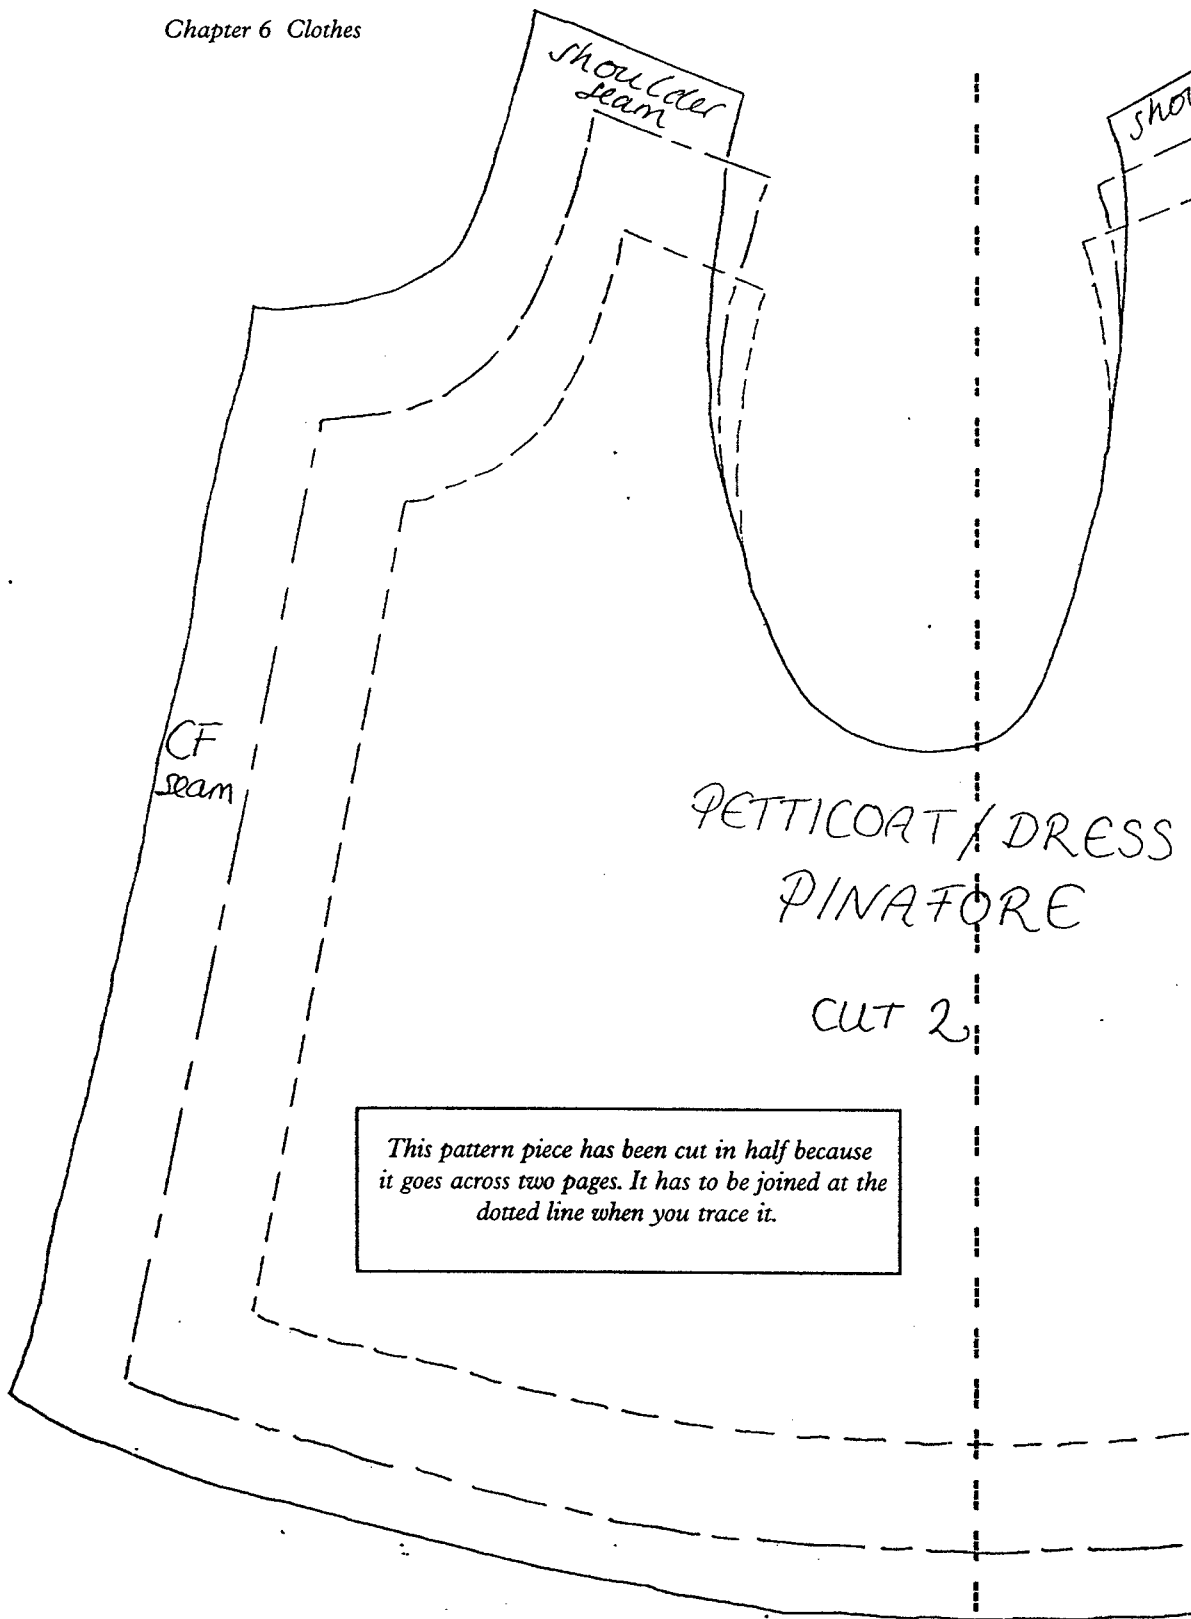 Chapter 6 Clothes
shoulder
seam
shou
CF
seam
PETTICOAT/DRESS
PINAFORE
CUT 2
This pattern piece has been cut in half because
it goes across two pages. It has to be joined at the
dotted line when you trace it.